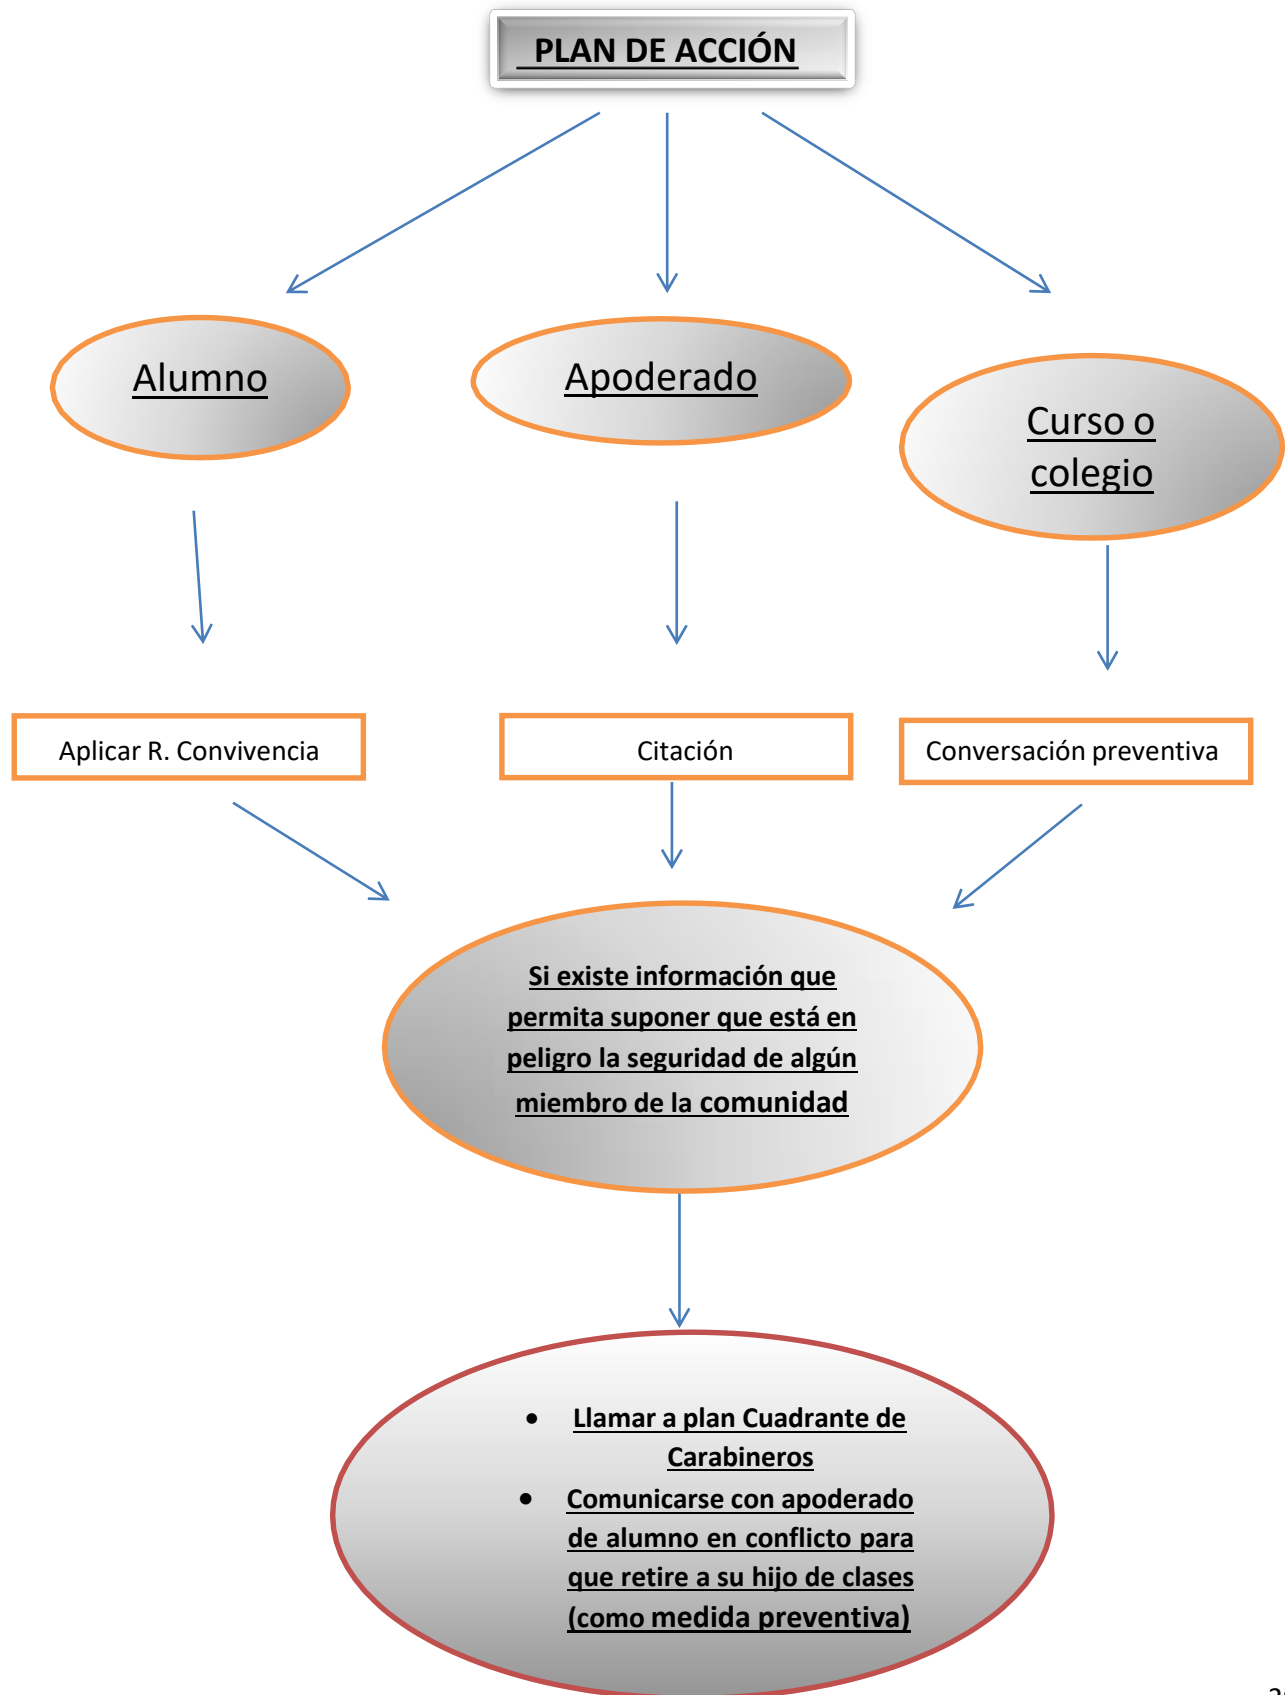 PLAN DE ACCIÓN
Alumno
Apoderado
Curso o
colegio
Aplicar R. Convivencia
Citación
Conversación preventiva
Si existe información que
permita suponer que está en
peligro la seguridad de algún
miembro de la comunidad
• Llamar a plan Cuadrante de
Carabineros
• Comunicarse con apoderado
de alumno en conflicto para
que retire a su hijo de clases
(como medida preventiva)